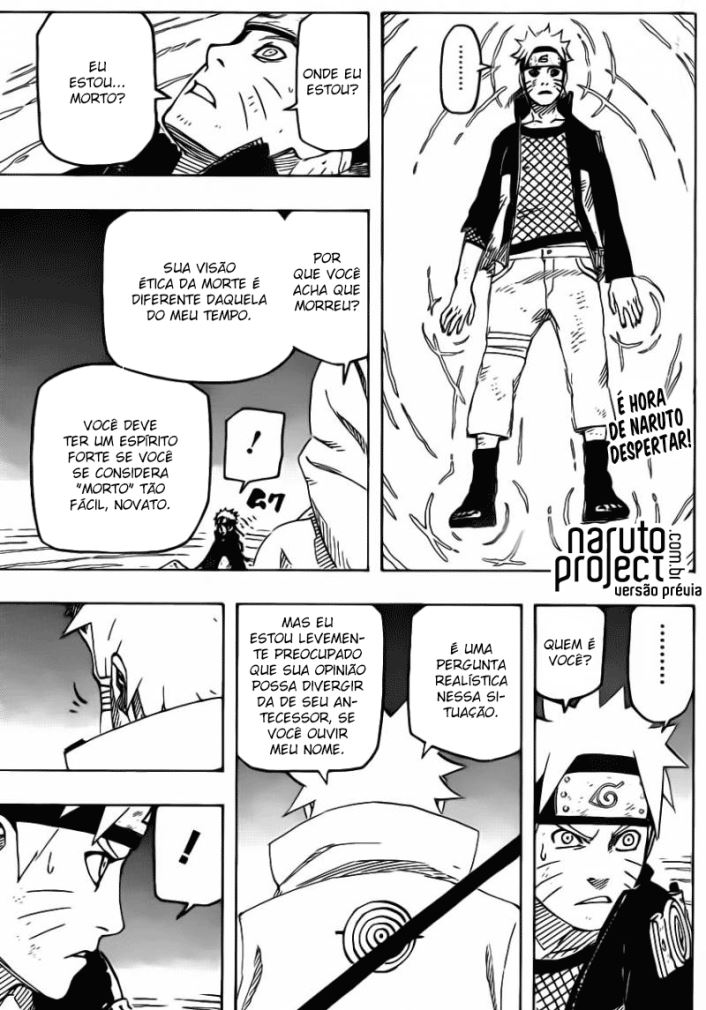 ........
ONDE EU
ESTOU?
EU
ESTOU...
MORTO?
É HORA
DE NARUTO
DESPERTAR!
naruto
project
.com.br
versão prévia
POR
QUE VOCÊ
ACHA QUE
MORREU?
SUA VISÃO
ÉTICA DA MORTE É
DIFERENTE DAQUELA
DO MEU TEMPO.
!
VOCÊ DEVE
TER UM ESPÍRITO
FORTE SE VOCÊ
SE CONSIDERA
"MORTO" TÃO
FÁCIL, NOVATO.
ムク
........
QUEM É
VOCÊ?
É UMA
PERGUNTA
REALÍSTICA
NESSA SI-
TUAÇÃO.
MAS EU
ESTOU LEVEMEN-
TE PREOCUPADO
QUE SUA OPINIÃO
POSSA DIVERGIR
DA DE SEU AN-
TECESSOR, SE
VOCÊ OUVIR
MEU NOME.
!